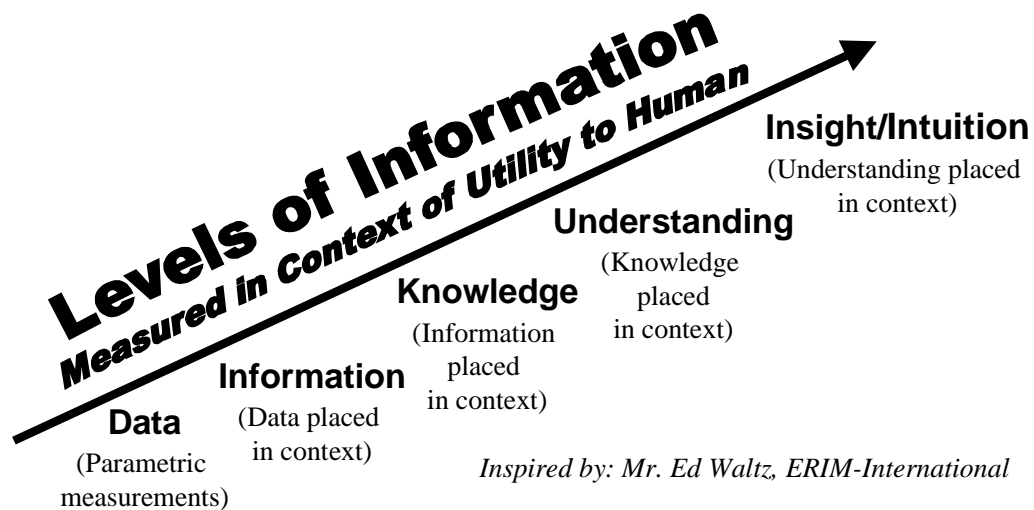 Levels of Information
Measured in Context of Utility to Human
Data
(Parametric
measurements)
Information
(Data placed
in context)
Knowledge
(Information
placed
in context)
Understanding
(Knowledge
placed
in context)
Insight/Intuition
(Understanding placed
in context)
Inspired by: Mr. Ed Waltz, ERIM-International